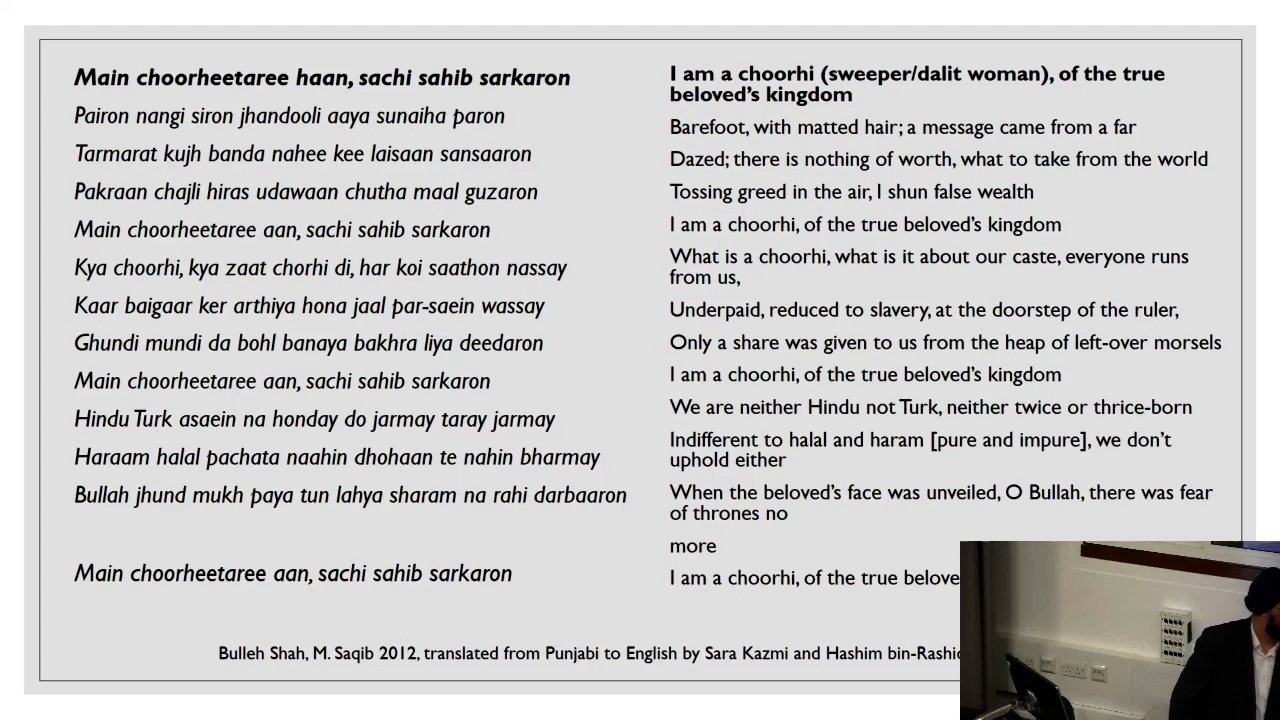 Main choorheetaree haan, sachi sahib sarkaron
Pairon nangi siron jhandooli aaya sunaiha paron
Tarmarat kujh banda nahee kee laisaan sansaaron
Pakraan chajli hiras udawaan chutha maal guzaron
Main choorheetaree aan, sachi sahib sarkaron
Kya choorhi, kya zaat chorhi di, har koi saathon nassay
Kaar baigaar ker arthiya hona jaal par-saein wassay
Ghundi mundi da bohl banaya bakhra liya deedaron
Main choorheetaree aan, sachi sahib sarkaron
Hindu Turk asaein na honday do jarmay taray jarmay
Haraam halal pachata naahin dhohaan te nahin bharmay
Bullah jhund mukh paya tun lahya sharam na rahi darbaaron
Main choorheetaree aan, sachi sahib sarkaron
I am a choorhi (sweeper/dalit woman), of the true
beloved's kingdom
Barefoot, with matted hair; a message came from a far
Dazed; there is nothing of worth, what to take from the world
Tossing greed in the air, I shun false wealth
I am a choorhi, of the true beloved's kingdom
What is a choorhi, what is it about our caste, everyone runs
from us,
Underpaid, reduced to slavery, at the doorstep of the ruler,
Only a share was given to us from the heap of left-over morsels
I am a choorhi, of the true beloved's kingdom
We are neither Hindu not Turk, neither twice or thrice-born
Indifferent to halal and haram [pure and impure], we don't
uphold either
When the beloved's face was unveiled, O Bullah, there was fear
of thrones no
more
I am a choorhi, of the true
Bulleh Shah, M. Saqib 2012, translated from Punjabi to English by Sara Kazmi and Hashim